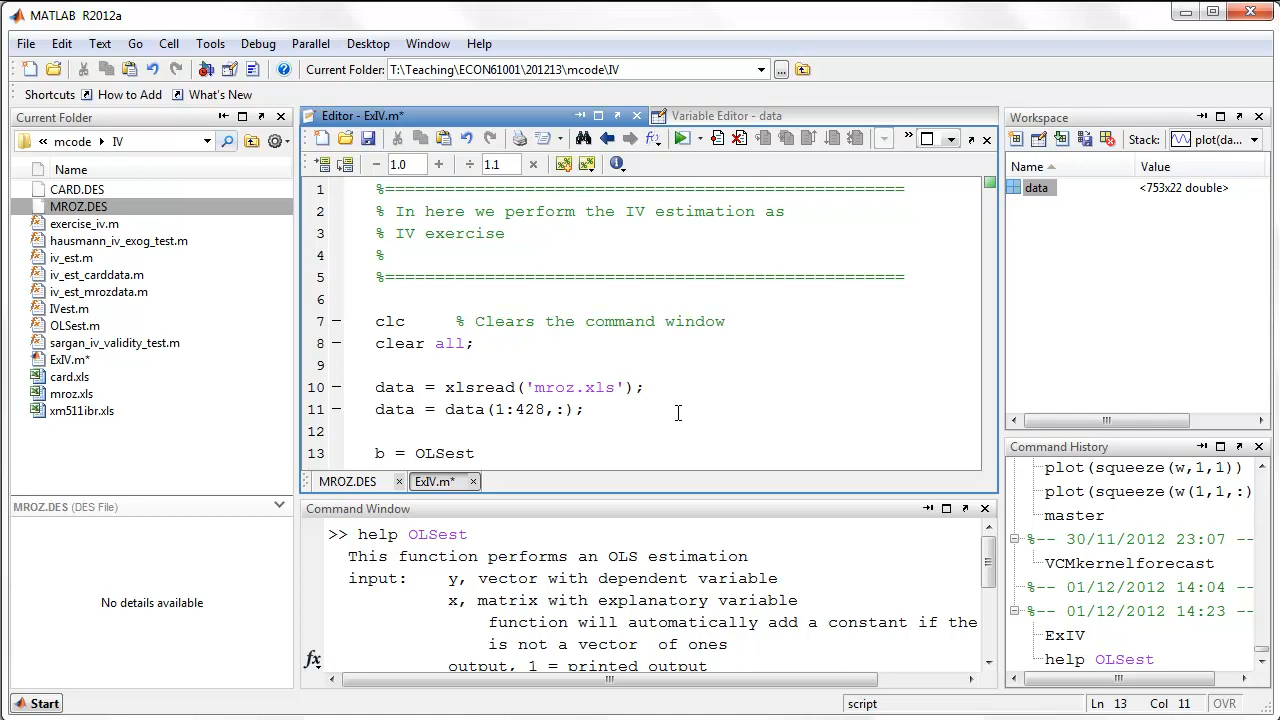 MATLAB R2012a
File Edit Text Go Cell Tools Debug Parallel Desktop Window Help
Current Folder: T:\Teaching\ECON61001\201213\mcode\IV
Shortcuts How to Add What's New
Current Folder
« mcode ▸ IV
Name
CARD.DES
MROZ.DES
exercise_iv.m
hausmann_iv_exog_test.m
iv_est.m
iv_est_carddata.m
iv_est_mrozdata.m
IVest.m
OLSest.m
sargan_iv_validity_test.m
ExIV.m*
card.xls
mroz.xls
xm511ibr.xls
MROZ.DES (DES File)
No details available
Editor - ExIV.m*
Variable Editor - data
1.0
1.1
1 %====================================================
2 % In here we perform the IV estimation as
3 % IV exercise
4 %
5 %====================================================
6
7 clc % Clears the command window
8 clear all;
9
10 data = xlsread('mroz.xls');
11 data = data(1:428,:);
12
13 b = OLSest
MROZ.DES ExIV.m*
Command Window
>> help OLSest
This function performs an OLS estimation
input: y, vector with dependent variable
x, matrix with explanatory variable
function will automatically add a constant if the
is not a vector of ones
output, 1 = printed output
fx
Workspace
Stack: plot(data,...
Name Value
data <753x22 double>
Command History
plot(squeeze(w,1,1))
plot(squeeze(w(1,1,:)
master
%-- 30/11/2012 23:07 --
VCMkernelforecast
%-- 01/12/2012 14:04 --
%-- 01/12/2012 14:23 --
ExIV
help OLSest
Start
script
Ln 13 Col 11 OVR